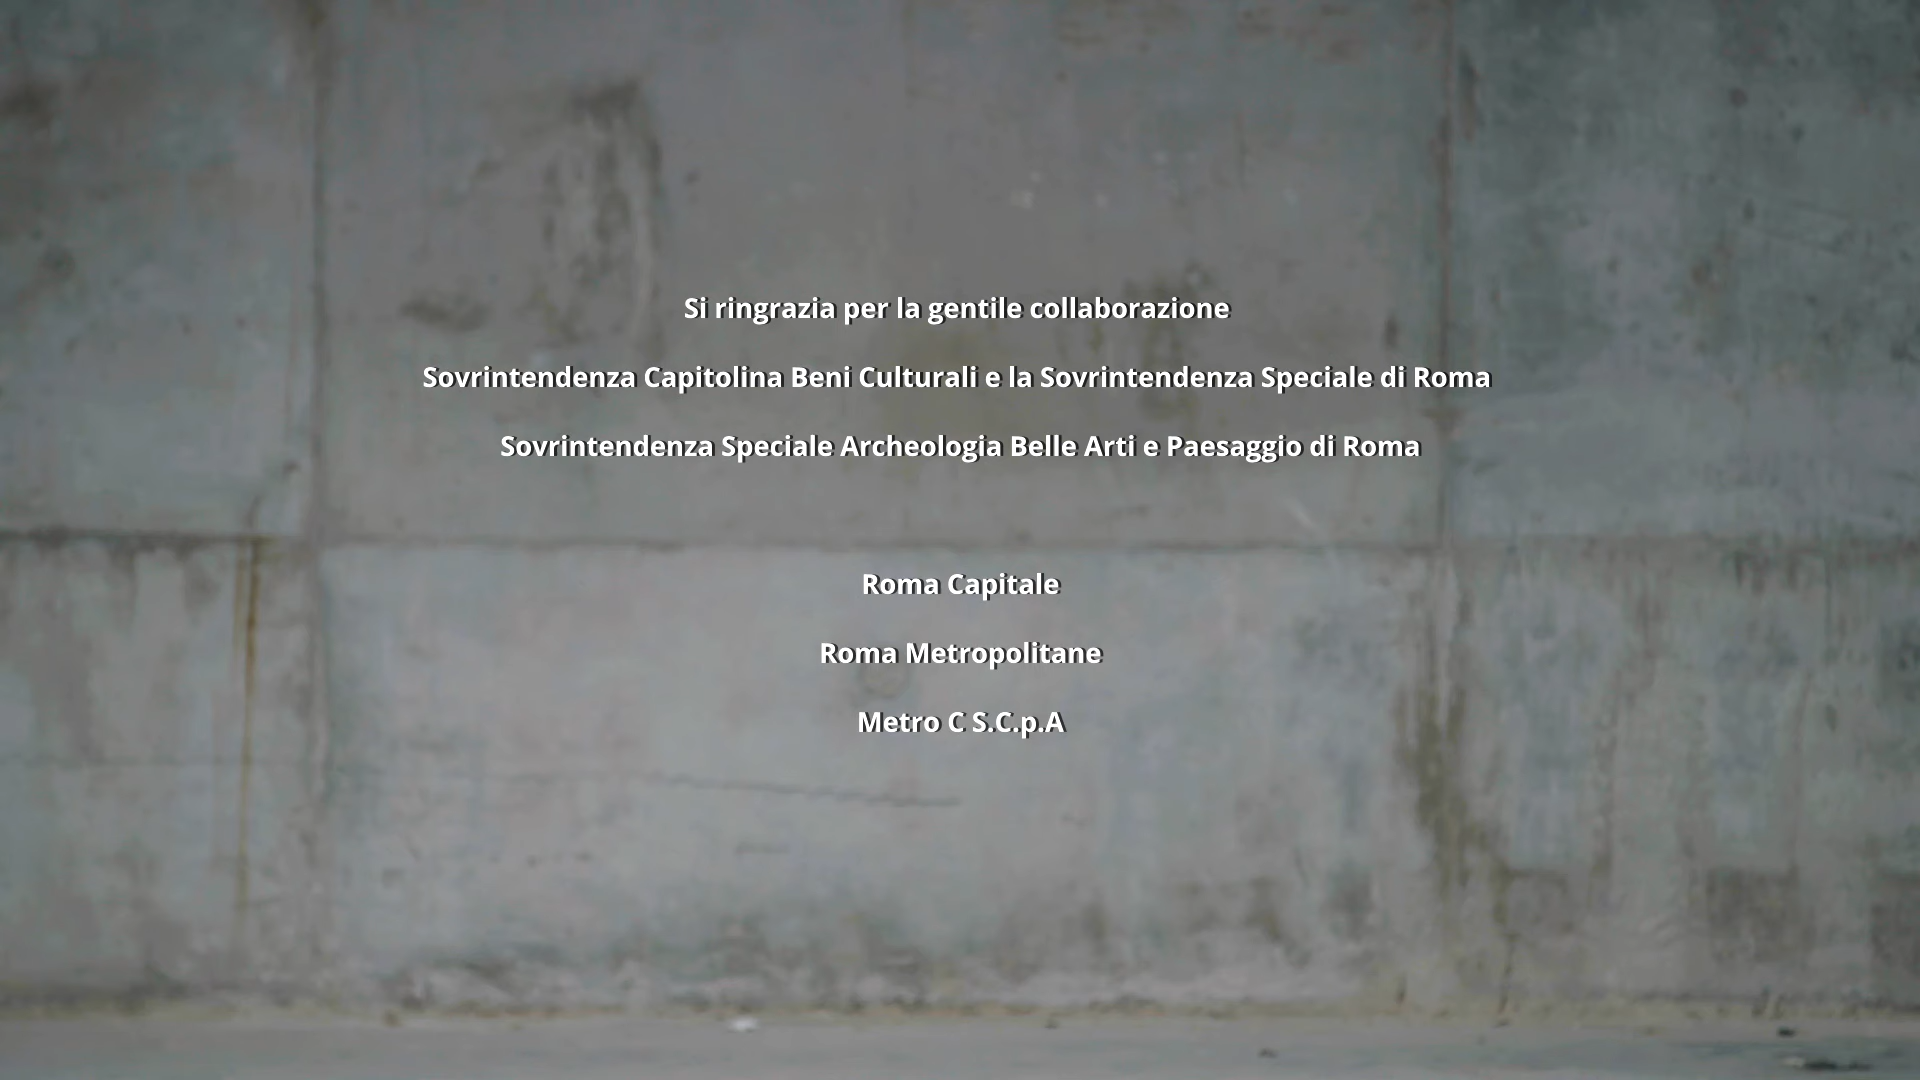 Si ringrazia per la gentile collaborazione
Sovrintendenza Capitolina Beni Culturali e la Sovrintendenza Speciale di Roma
Sovrintendenza Speciale Archeologia Belle Arti e Paesaggio di Roma
Roma Capitale
Roma Metropolitane
Metro C S.C.p.A